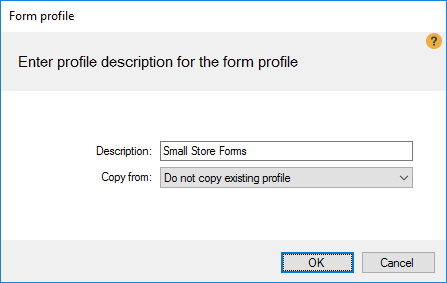 Form profile
?
Enter profile description for the form profile
Description: Small Store Forms
Copy from: Do not copy existing profile
OK Cancel